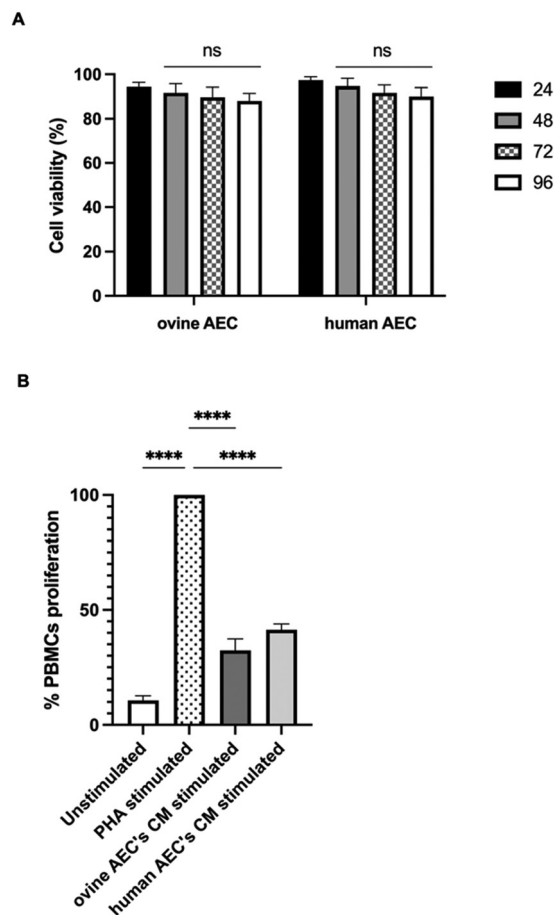 A
ns
ns
24
48
72
96
Cell viability (%)
100
80
60
40
20
0
ovine AEC
human AEC
B
****
****
****
% PBMCs proliferation
100
50
0
Unstimulated
PHA stimulated
ovine AEC's CM stimulated
human AEC's CM stimulated